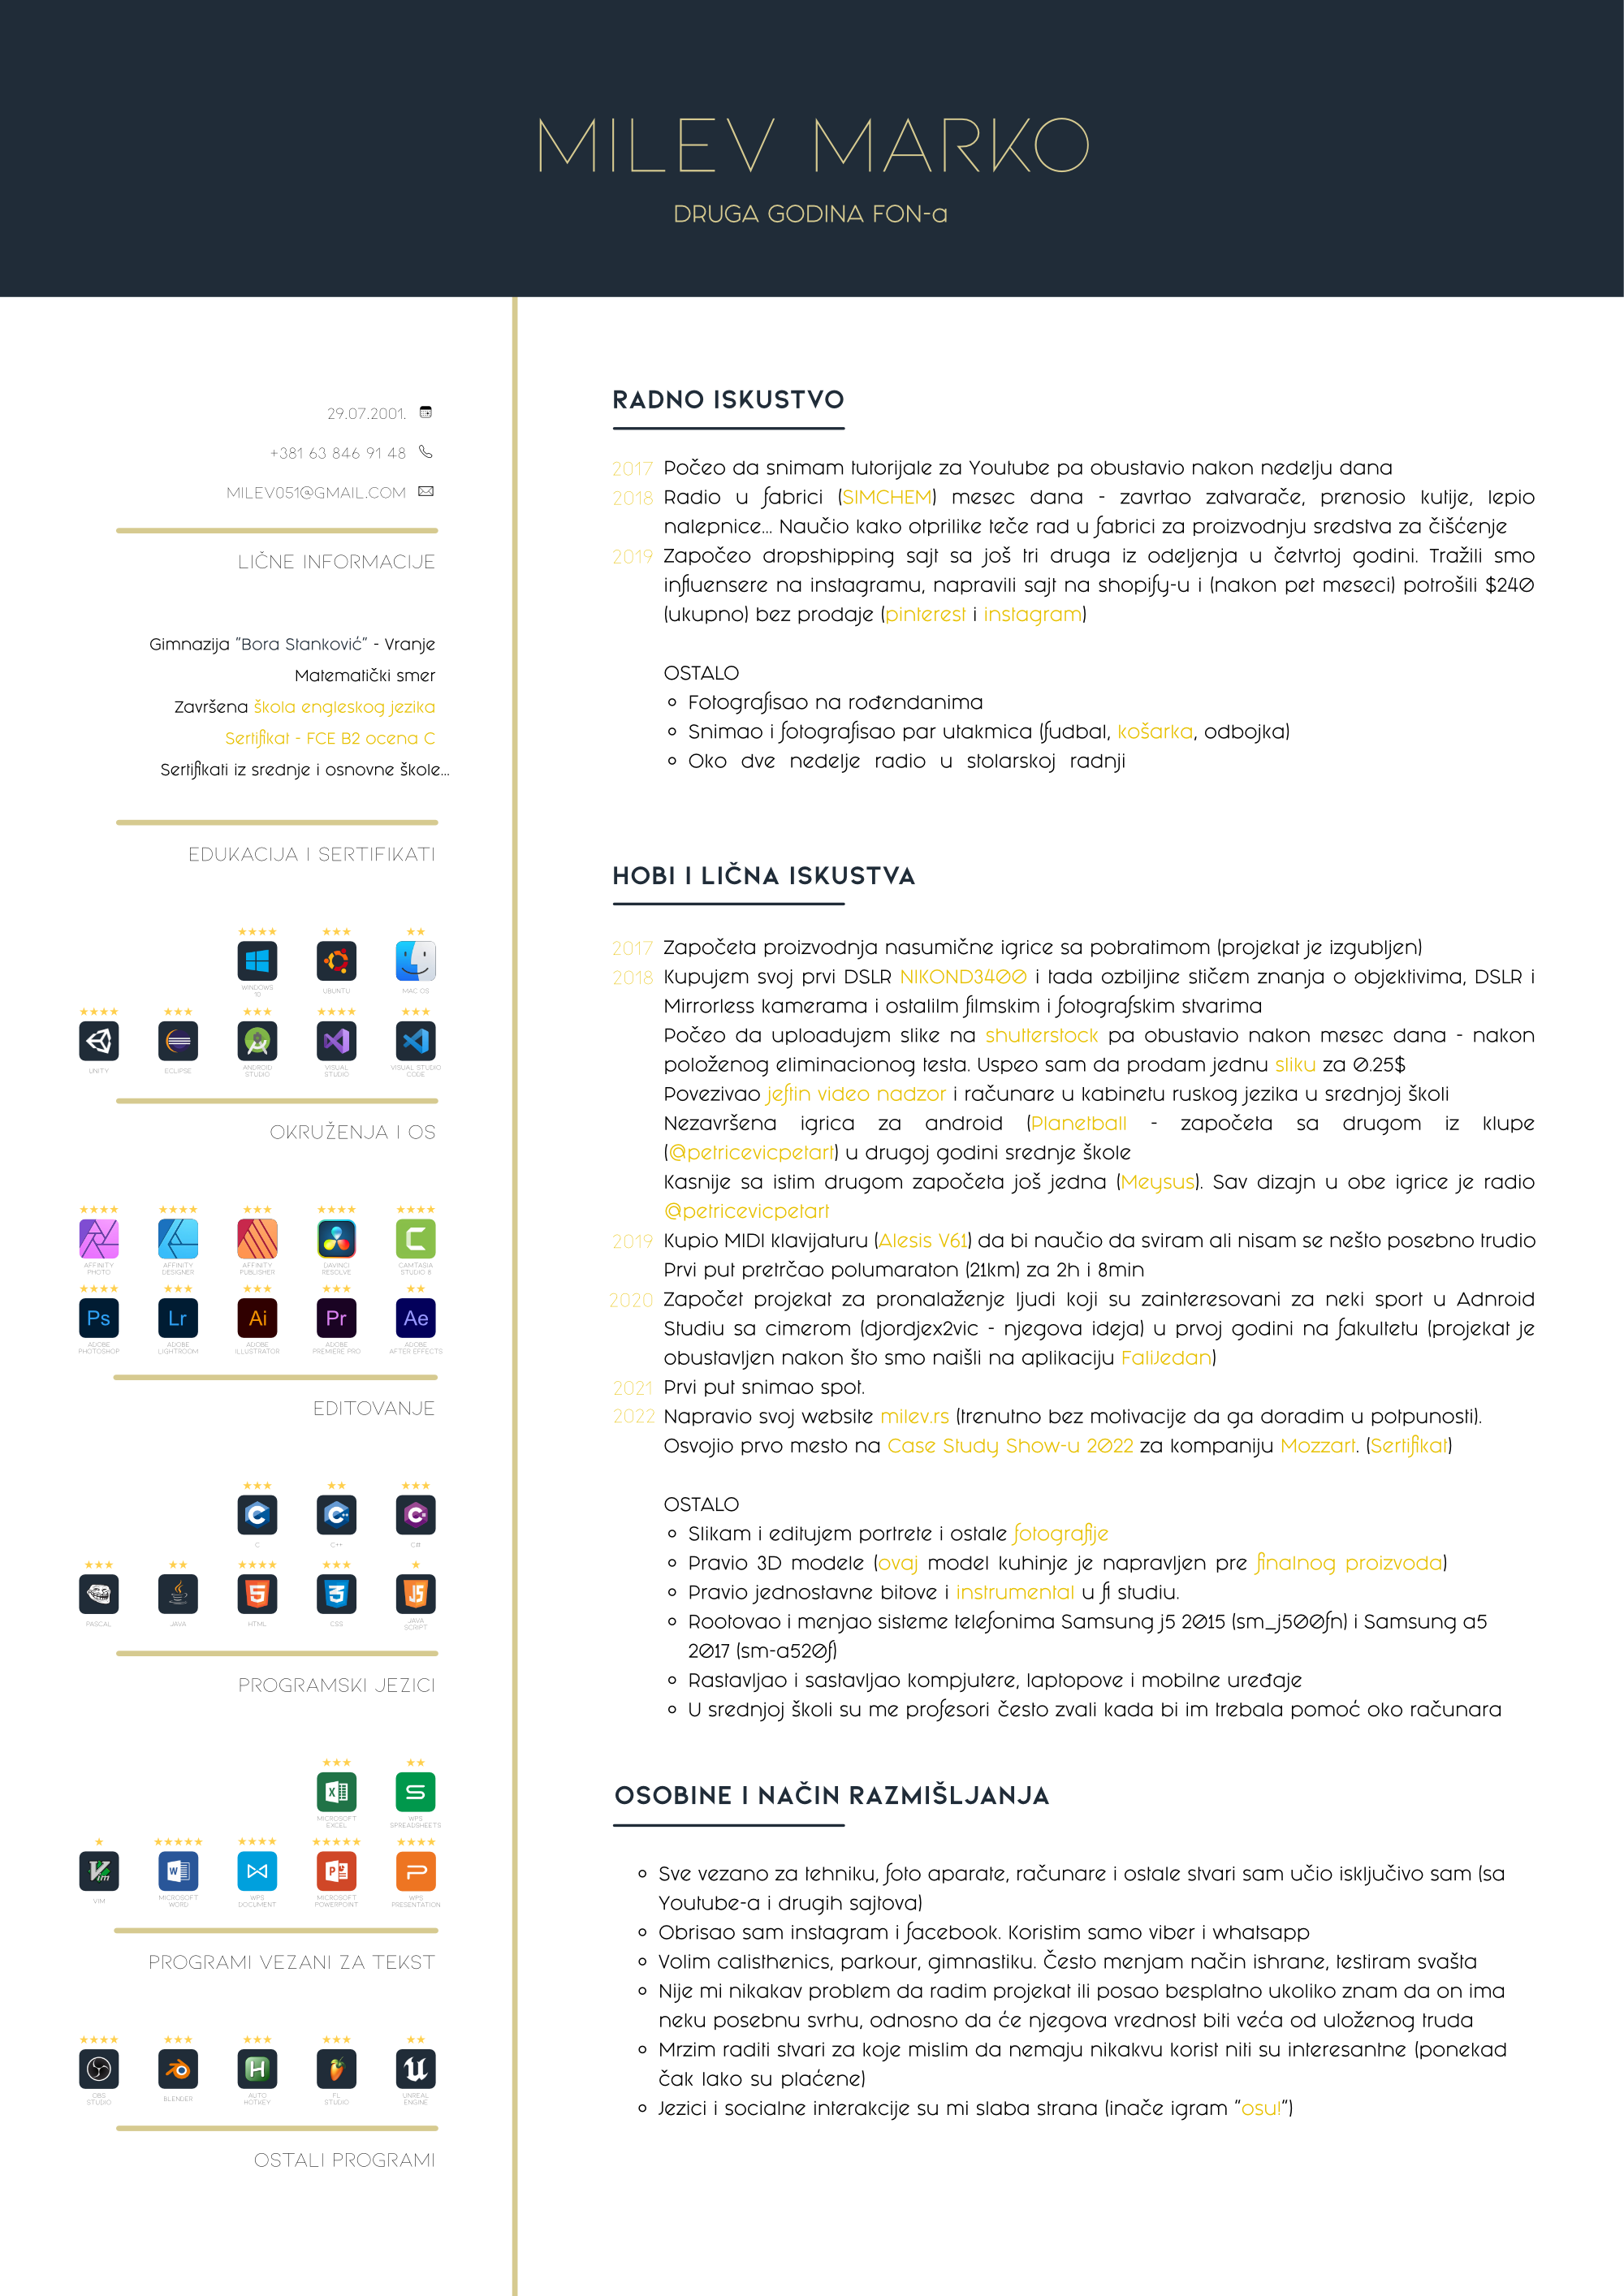 MILEV MARKO
DRUGA GODINA FON-a
29.07.2001.
+381 63 846 91 48
MILEV051@GMAIL.COM
LIČNE INFORMACIJE
Gimnazija "Bora Stanković" - Vranje
Matematički smer
Završena škola engleskog jezika
Sertifikat - FCE B2 ocena C
Sertifikati iz srednje i osnovne škole...
EDUKACIJA I SERTIFIKATI
★★★★ ★★★ ★★
WINDOWS
10
UBUNTU
MAC OS
★★★★ ★★★ ★★★ ★★★★ ★★★
UNITY
ECLIPSE
ANDROID
STUDIO
VISUAL
STUDIO
VISUAL STUDIO
CODE
OKRUŽENJA I OS
★★★★ ★★★★ ★★★ ★★★★ ★★★★
AFFINITY
PHOTO
AFFINITY
DESIGNER
AFFINITY
PUBLISHER
DAVINCI
RESOLVE
CAMTASIA
STUDIO 8
★★★★ ★★★ ★★★ ★★★ ★★
Ps Lr Ai Pr Ae
ADOBE
PHOTOSHOP
ADOBE
LIGHTROOM
ADOBE
ILLUSTRATOR
ADOBE
PREMIERE PRO
ADOBE
AFTER EFFECTS
EDITOVANJE
★★★ ★★ ★★★
C
C++
C#
★★★ ★★ ★★★★ ★★★ ★
PASCAL
JAVA
HTML
CSS
JAVA
SCRIPT
PROGRAMSKI JEZICI
★★★ ★★
MICROSOFT
EXCEL
WPS
SPREADSHEETS
★ ★★★★★ ★★★★ ★★★★★ ★★★★
VIM
MICROSOFT
WORD
WPS
DOCUMENT
MICROSOFT
POWERPOINT
WPS
PRESENTATION
PROGRAMI VEZANI ZA TEKST
★★★★ ★★★ ★★★ ★★★ ★★
OBS
STUDIO
BLENDER
AUTO
HOTKEY
FL
STUDIO
UNREAL
ENGINE
OSTALI PROGRAMI
RADNO ISKUSTVO
2017 Počeo da snimam tutorijale za Youtube pa obustavio nakon nedelju dana
2018 Radio u fabrici (SIMCHEM) mesec dana - zavrtao zatvarače, prenosio kutije, lepio
nalepnice... Naučio kako otprilike teče rad u fabrici za proizvodnju sredstva za čišćenje
2019 Započeo dropshipping sajt sa još tri druga iz odeljenja u četvrtoj godini. Tražili smo
influensere na instagramu, napravili sajt na shopify-u i (nakon pet meseci) potrošili $240
(ukupno) bez prodaje (pinterest i instagram)
OSTALO
Fotografisao na rođendanima
Snimao i fotografisao par utakmica (fudbal, košarka, odbojka)
Oko dve nedelje radio u stolarskoj radnji
HOBI I LIČNA ISKUSTVA
2017 Započeta proizvodnja nasumične igrice sa pobratimom (projekat je izgubljen)
2018 Kupujem svoj prvi DSLR NIKOND3400 i tada ozbiljine stičem znanja o objektivima, DSLR i
Mirrorless kamerama i ostalilm filmskim i fotografskim stvarima
Počeo da uploadujem slike na shutterstock pa obustavio nakon mesec dana - nakon
položenog eliminacionog testa. Uspeo sam da prodam jednu sliku za 0.25$
Povezivao jeftin video nadzor i računare u kabinetu ruskog jezika u srednjoj školi
Nezavršena igrica za android (Planetball - započeta sa drugom iz klupe
(@petricevicpetart) u drugoj godini srednje škole
Kasnije sa istim drugom započeta još jedna (Meysus). Sav dizajn u obe igrice je radio
@petricevicpetart
2019 Kupio MIDI klavijaturu (Alesis V61) da bi naučio da sviram ali nisam se nešto posebno trudio
Prvi put pretrčao polumaraton (21km) za 2h i 8min
2020 Započet projekat za pronalaženje ljudi koji su zainteresovani za neki sport u Adnroid
Studiu sa cimerom (djordjex2vic - njegova ideja) u prvoj godini na fakultetu (projekat je
obustavljen nakon što smo naišli na aplikaciju FaliJedan)
2021 Prvi put snimao spot.
2022 Napravio svoj website milev.rs (trenutno bez motivacije da ga doradim u potpunosti).
Osvojio prvo mesto na Case Study Show-u 2022 za kompaniju Mozzart. (Sertifikat)
OSTALO
Slikam i editujem portrete i ostale fotografije
Pravio 3D modele (ovaj model kuhinje je napravljen pre finalnog proizvoda)
Pravio jednostavne bitove i instrumental u fl studiu.
Rootovao i menjao sisteme telefonima Samsung j5 2015 (sm_j500fn) i Samsung a5
2017 (sm-a520f)
Rastavljao i sastavljao kompjutere, laptopove i mobilne uređaje
U srednjoj školi su me profesori često zvali kada bi im trebala pomoć oko računara
OSOBINE I NAČIN RAZMIŠLJANJA
Sve vezano za tehniku, foto aparate, računare i ostale stvari sam učio isključivo sam (sa
Youtube-a i drugih sajtova)
Obrisao sam instagram i facebook. Koristim samo viber i whatsapp
Volim calisthenics, parkour, gimnastiku. Često menjam način ishrane, testiram svašta
Nije mi nikakav problem da radim projekat ili posao besplatno ukoliko znam da on ima
neku posebnu svrhu, odnosno da će njegova vrednost biti veća od uloženog truda
Mrzim raditi stvari za koje mislim da nemaju nikakvu korist niti su interesantne (ponekad
čak Iako su plaćene)
Jezici i socialne interakcije su mi slaba strana (inače igram "osu!")